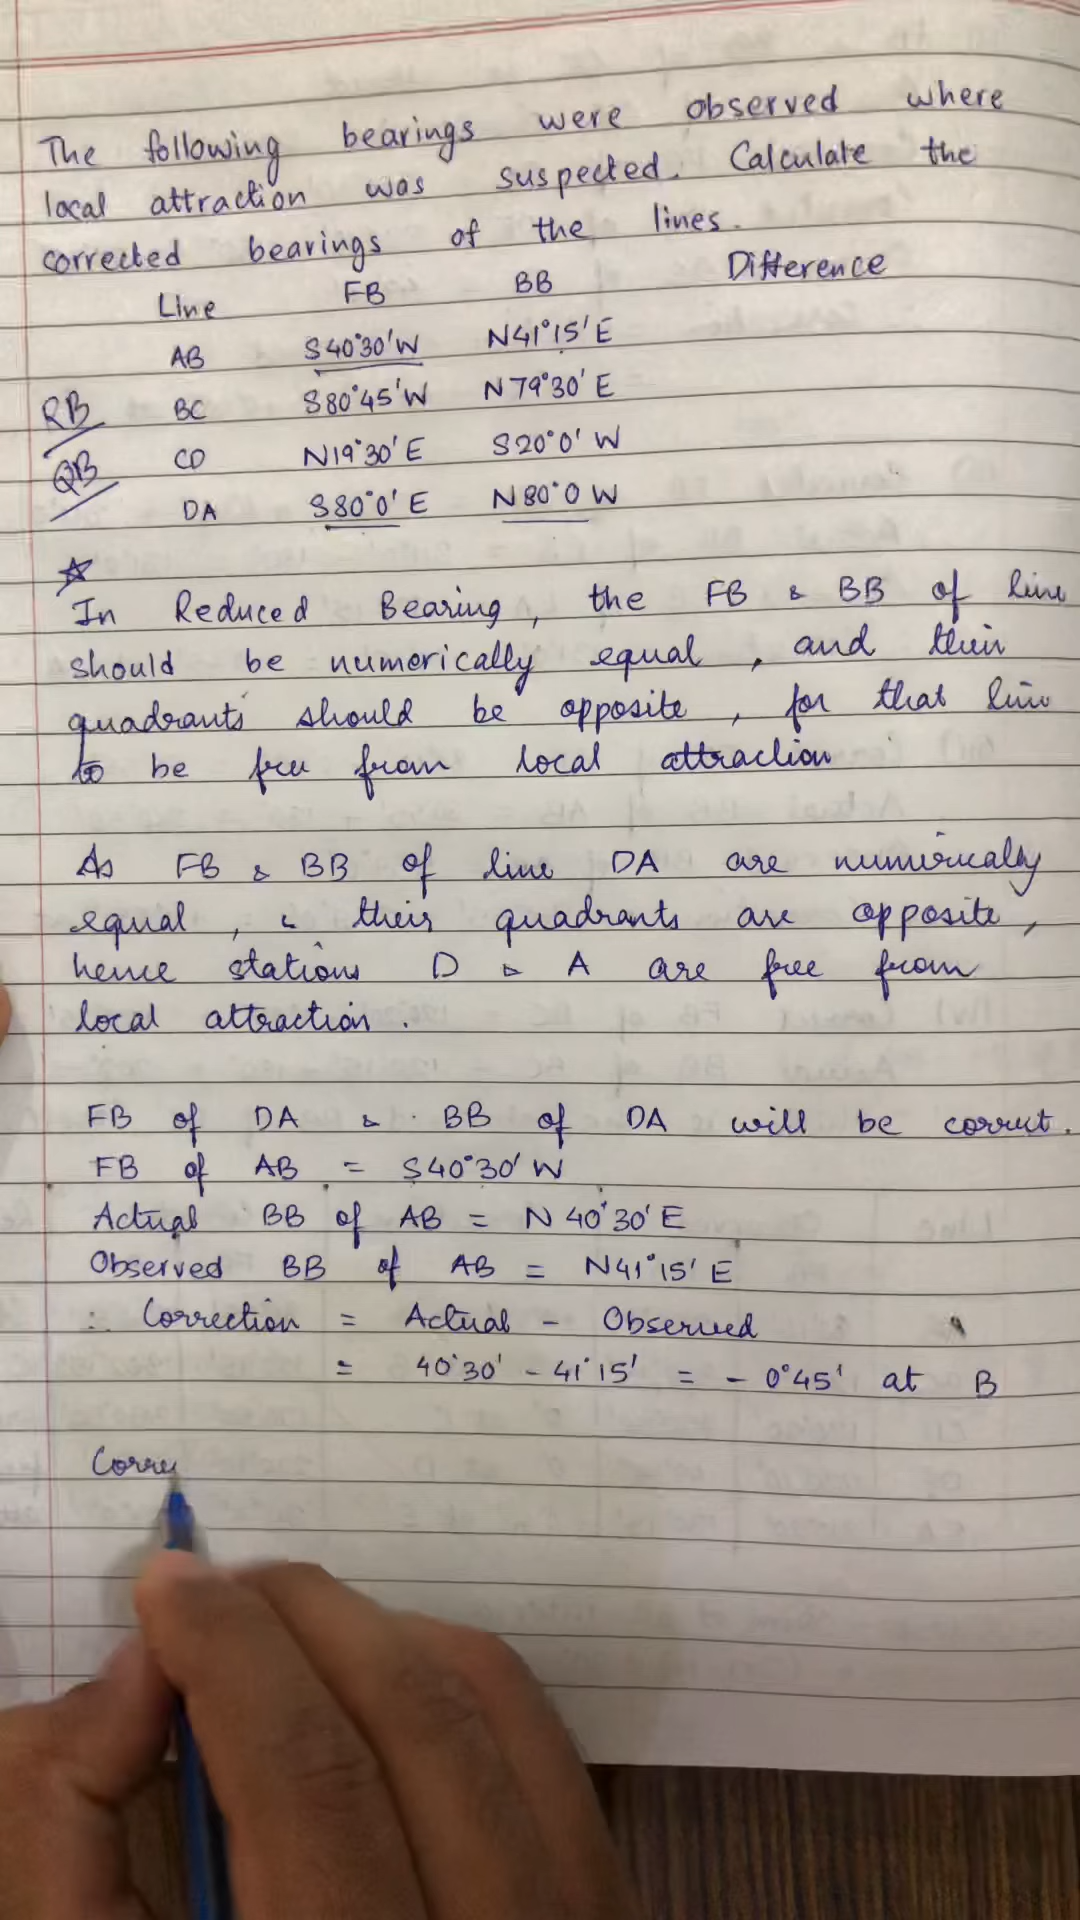 The following bearings were observed where
local attraction was suspected. Calculate the
corrected bearings of the lines.
Line FB BB Difference
AB S40°30'W N41°15'E
RB BC S80°45'W N79°30'E
QB CD N19°30'E S20°0'W
DA S80°0'E N80°0W
☆
In Reduced Bearing, the FB & BB of line
should be numerically equal, and their
quadrants should be opposite, for that line
to be free from local attraction
As FB & BB of line DA are numerically
equal, & their quadrants are opposite,
hence stations D & A are free from
local attraction.
FB of DA & BB of DA will be correct.
FB of AB = S40°30'W
Actual BB of AB = N40°30'E
Observed BB of AB = N41°15'E
∴ Correction = Actual - Observed
= 40°30' - 41°15' = - 0°45' at B
Corre